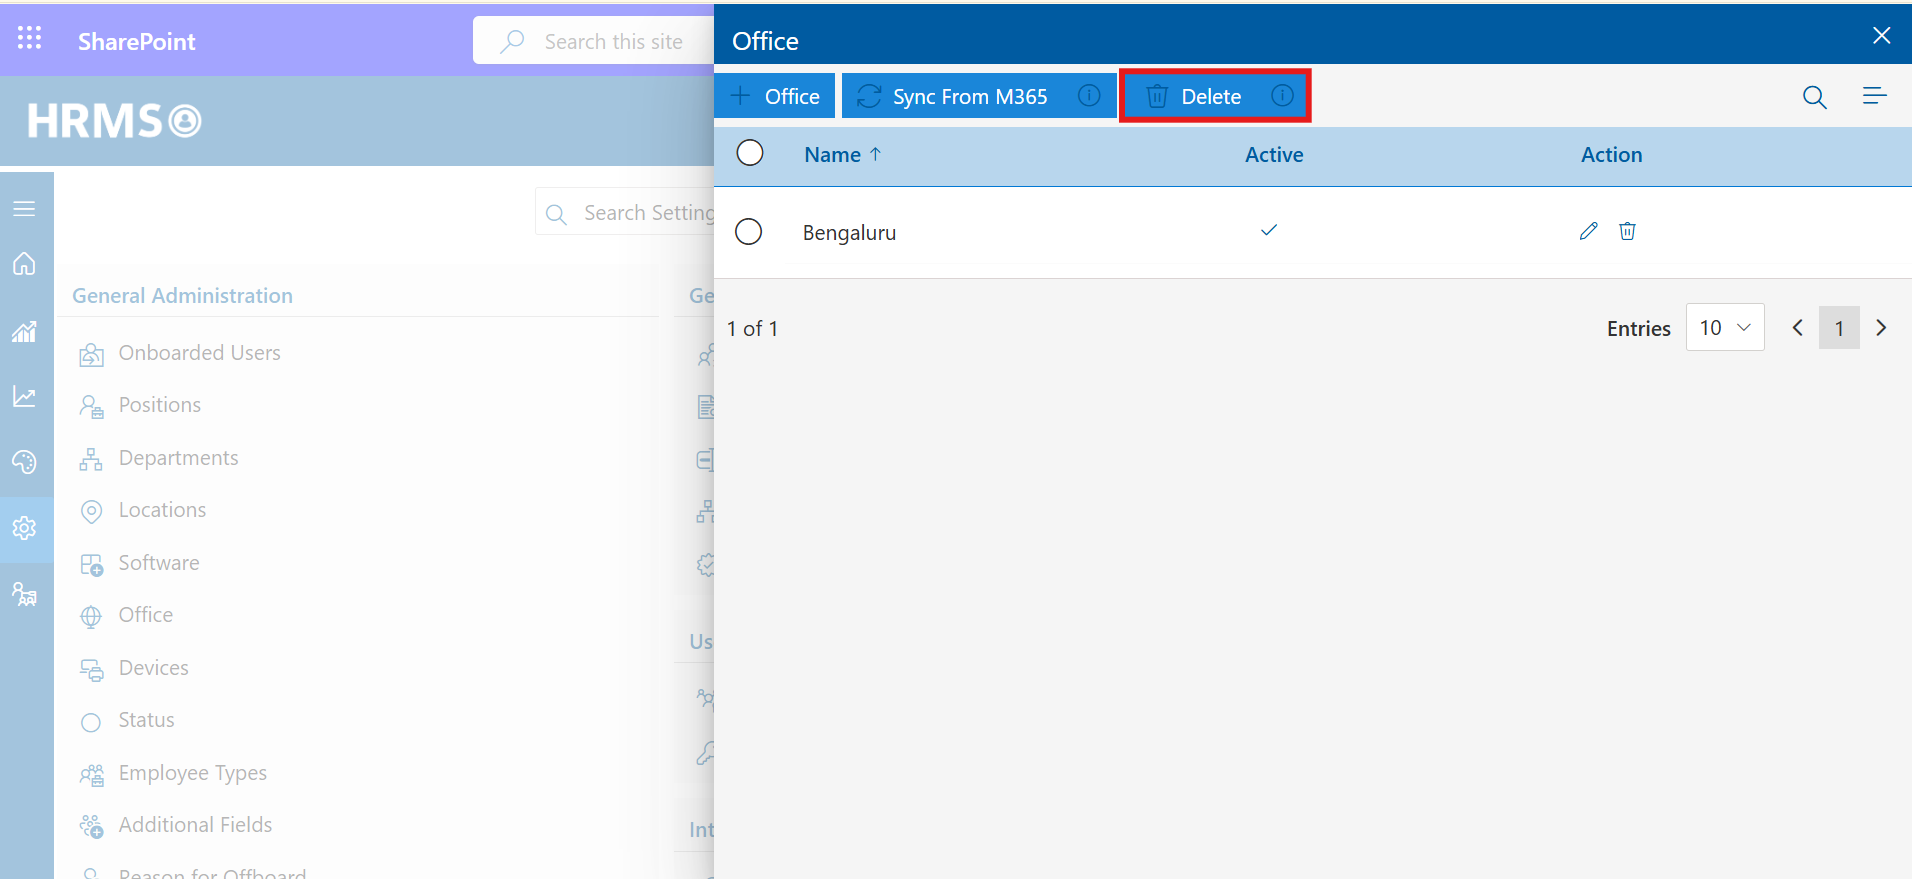 SharePoint
Search this site
HRMS
Search Setting
General Administration
Onboarded Users
Positions
Departments
Locations
Software
Office
Devices
Status
Employee Types
Additional Fields
Reason for Offboard
Ge
Us
Int
Office
Office
Sync From M365
Delete
Name
Active
Action
Bengaluru
1 of 1
Entries
10
1